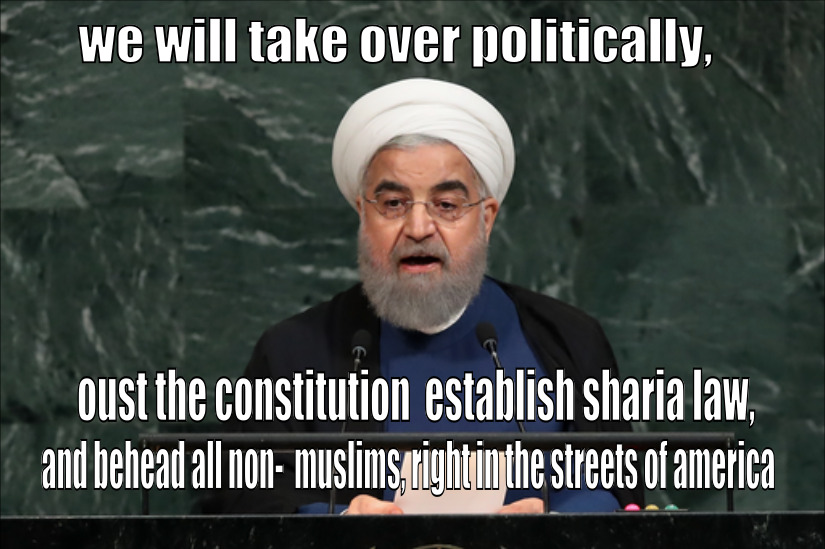 we will take over politically,
oust the constitution establish sharia law,
and behead all non- muslims, right in the streets of america